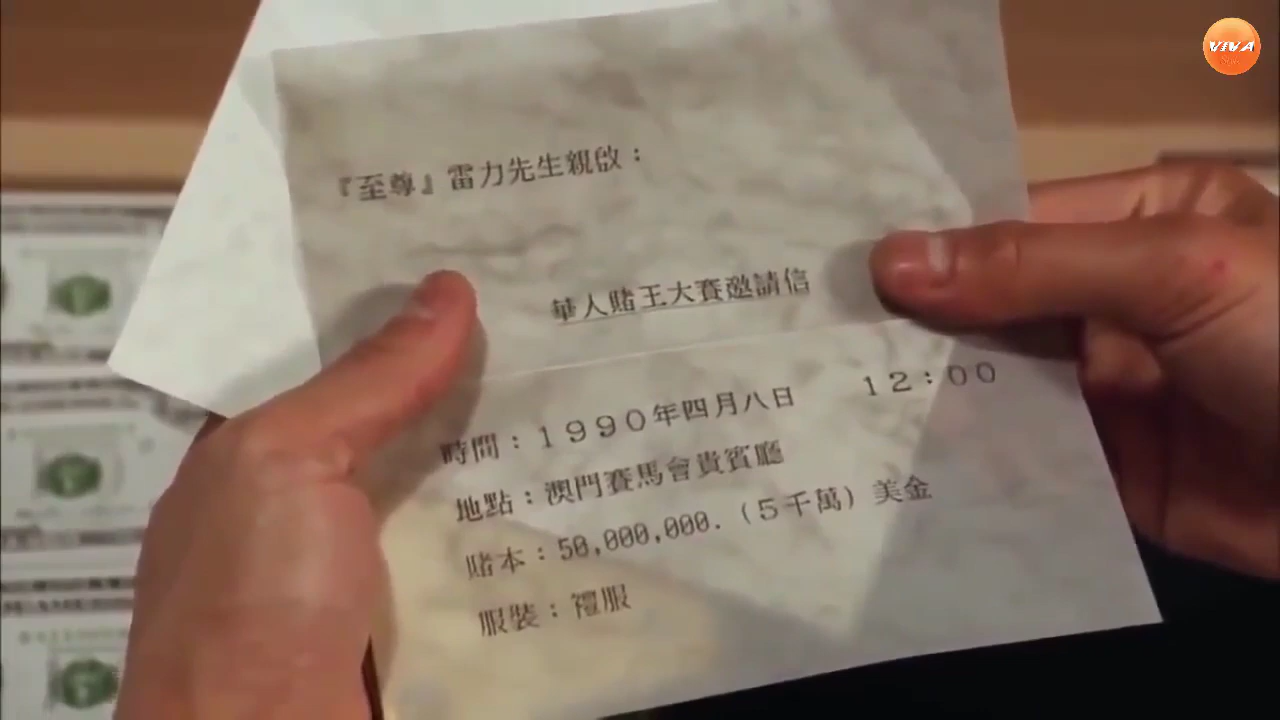 VIVA
『至尊』雷力先生親啟：
華人賭王大賽邀請信
時間：1990年四月八日　12:00
地點：澳門賽馬會貴賓廳
賭本：50,000,000.（5千萬）美金
服裝：禮服